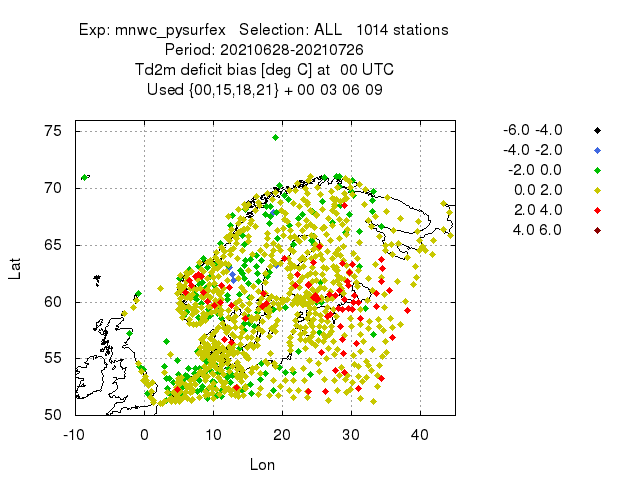 Exp: mnwc_pysurfex   Selection: ALL   1014 stations
Period: 20210628-20210726
Td2m deficit bias [deg C] at  00 UTC
Used {00,15,18,21} + 00 03 06 09
-6.0 -4.0
-4.0 -2.0
-2.0 0.0
0.0 2.0
2.0 4.0
4.0 6.0
75
70
65
60
55
50
Lat
-10 0 10 20 30 40
Lon